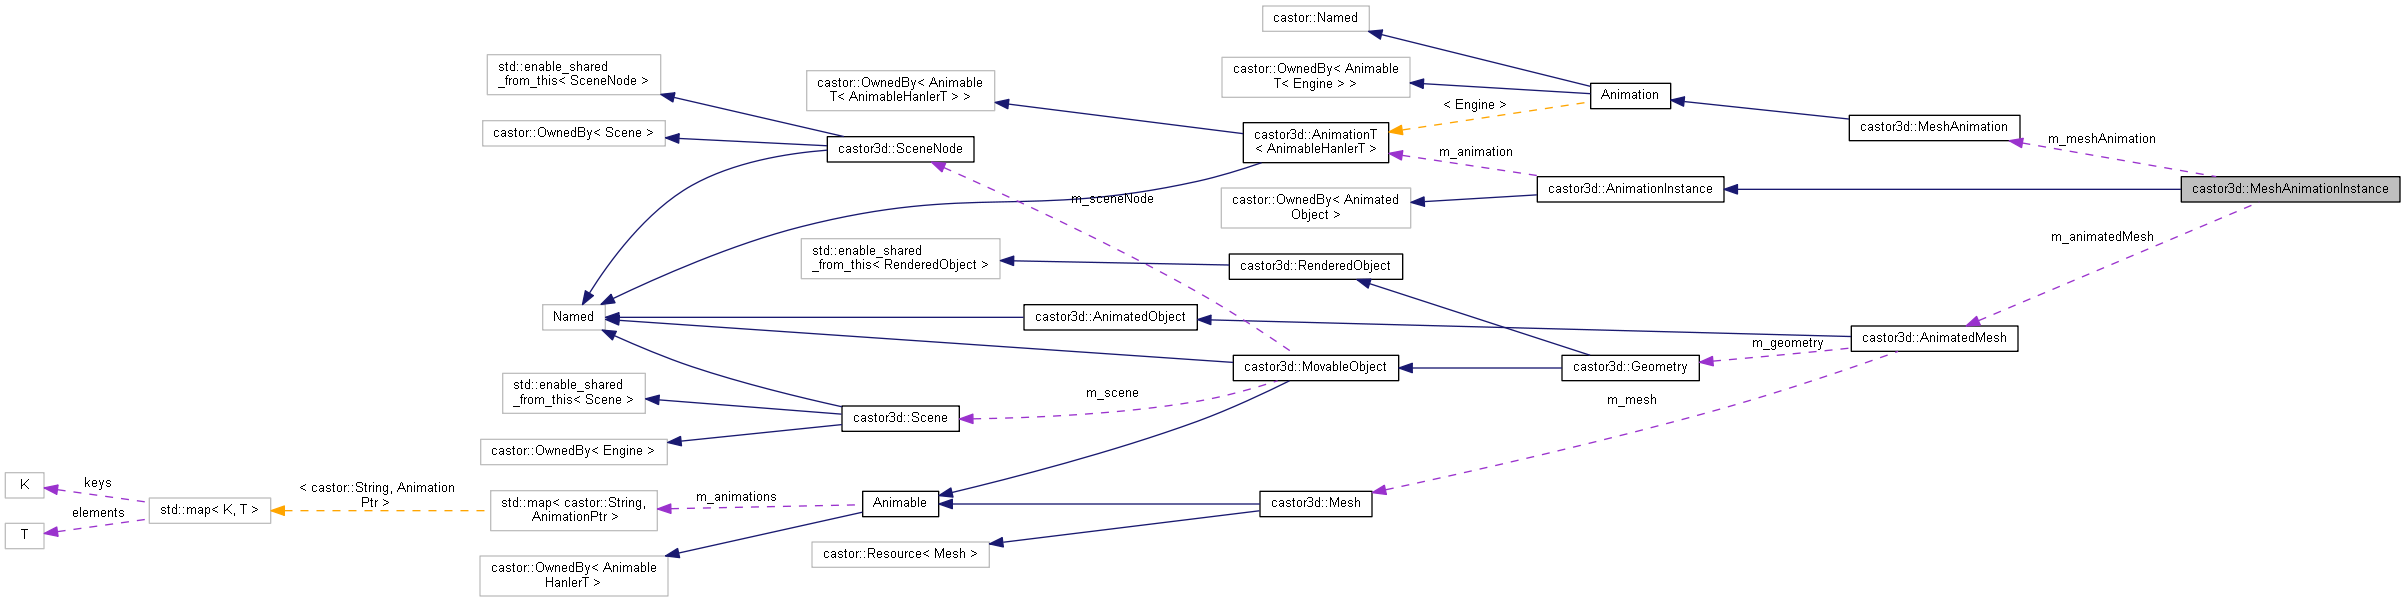 castor::Named
std::enable_shared
_from_this< SceneNode >
castor::OwnedBy< Animable
T< AnimableHanlerT > >
castor::OwnedBy< Animable
T< Engine > >
Animation
< Engine >
castor::OwnedBy< Scene >
castor3d::SceneNode
castor3d::AnimationT
< AnimableHanlerT >
castor3d::MeshAnimation
m_meshAnimation
m_animation
castor3d::AnimationInstance
castor3d::MeshAnimationInstance
m_sceneNode
castor::OwnedBy< Animated
Object >
m_animatedMesh
std::enable_shared
_from_this< RenderedObject >
castor3d::RenderedObject
Named
castor3d::AnimatedObject
castor3d::AnimatedMesh
m_geometry
castor3d::MovableObject
castor3d::Geometry
std::enable_shared
_from_this< Scene >
m_scene
m_mesh
castor3d::Scene
castor::OwnedBy< Engine >
K
keys
< castor::String, Animation
Ptr >
std::map< K, T >
elements
T
std::map< castor::String,
AnimationPtr >
m_animations
Animable
castor3d::Mesh
castor::Resource< Mesh >
castor::OwnedBy< Animable
HanlerT >